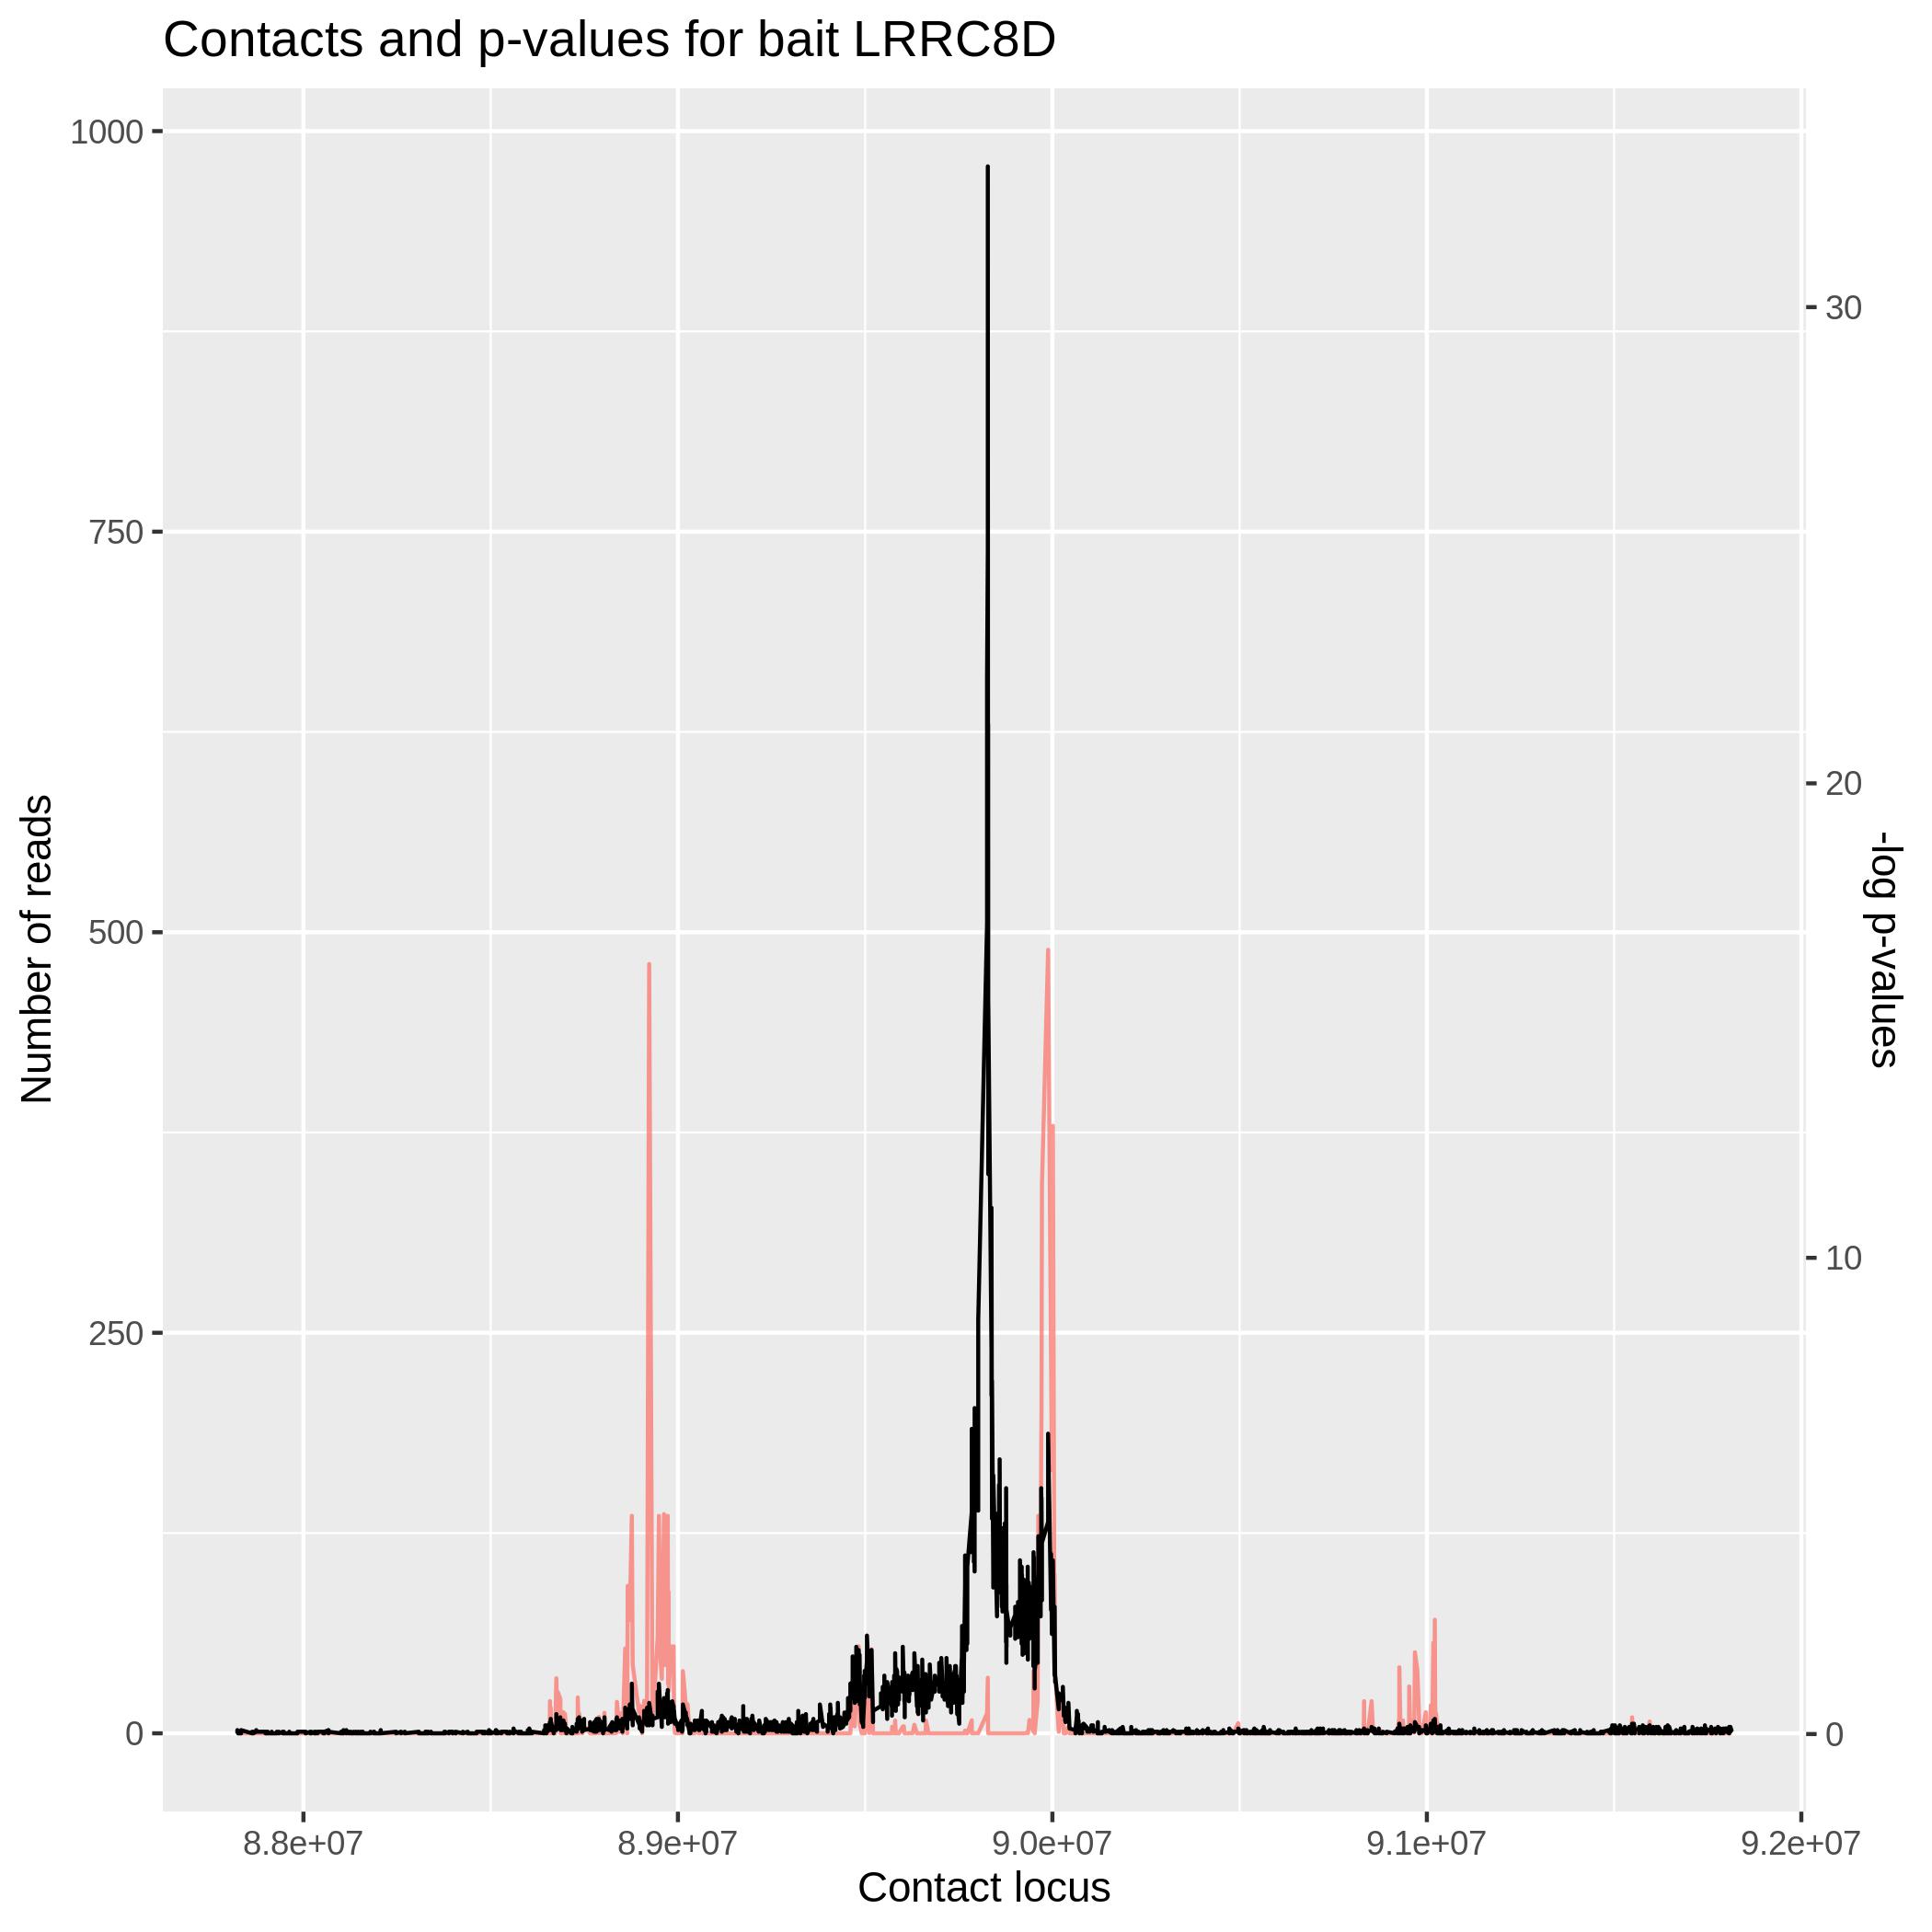 Contacts and p-values for bait LRRC8D
1000
750
500
250
0
Number of reads
30
20
10
0
-log p-values
8.8e+07
8.9e+07
9.0e+07
9.1e+07
9.2e+07
Contact locus